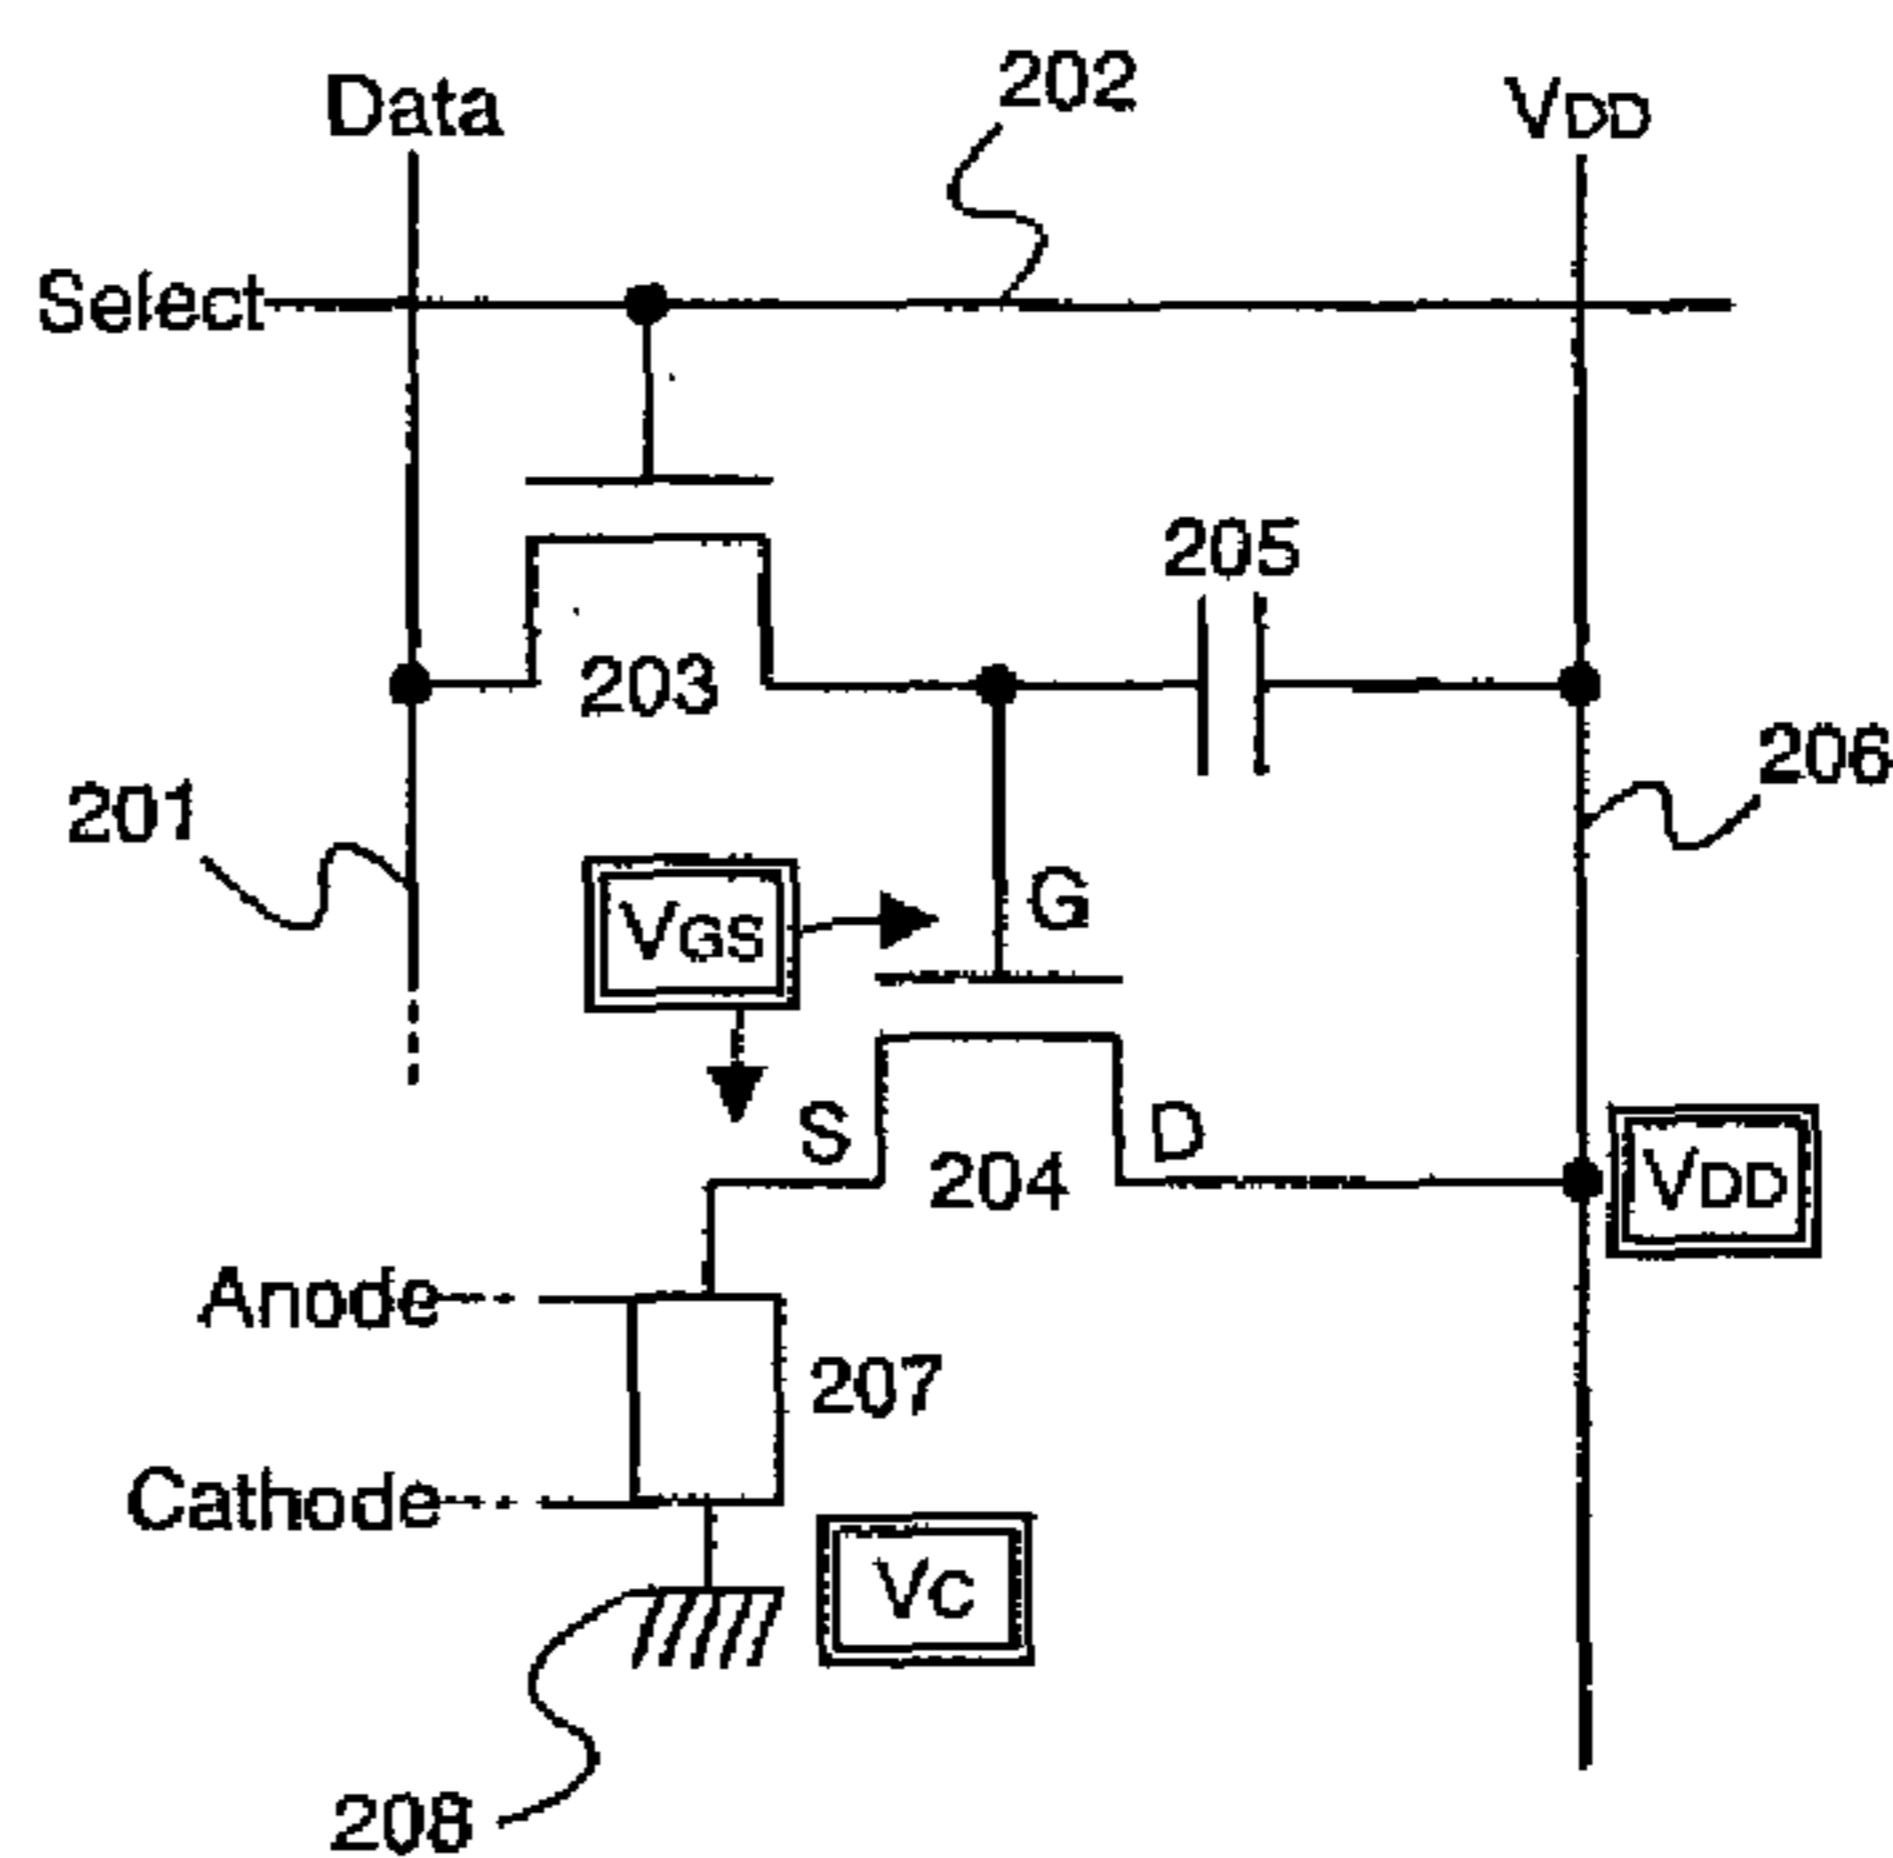 202
Data
VDD
Select
205
203
206
201
G
VGS
S
D
204
VDD
Anode
207
Cathode
VC
208